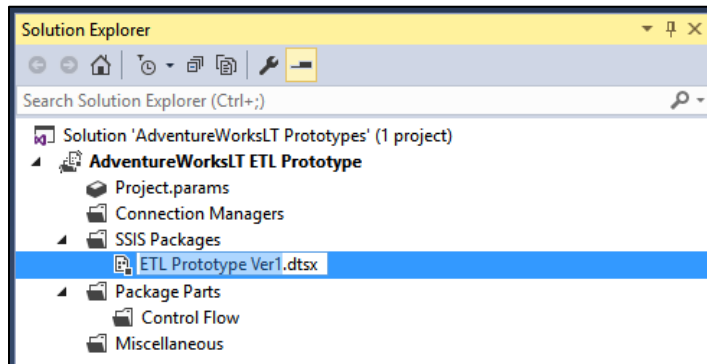 Solution Explorer
Search Solution Explorer (Ctrl+;)
Solution 'AdventureWorksLT Prototypes' (1 project)
AdventureWorksLT ETL Prototype
Project.params
Connection Managers
SSIS Packages
ETL Prototype Ver1.dtsx
Package Parts
Control Flow
Miscellaneous